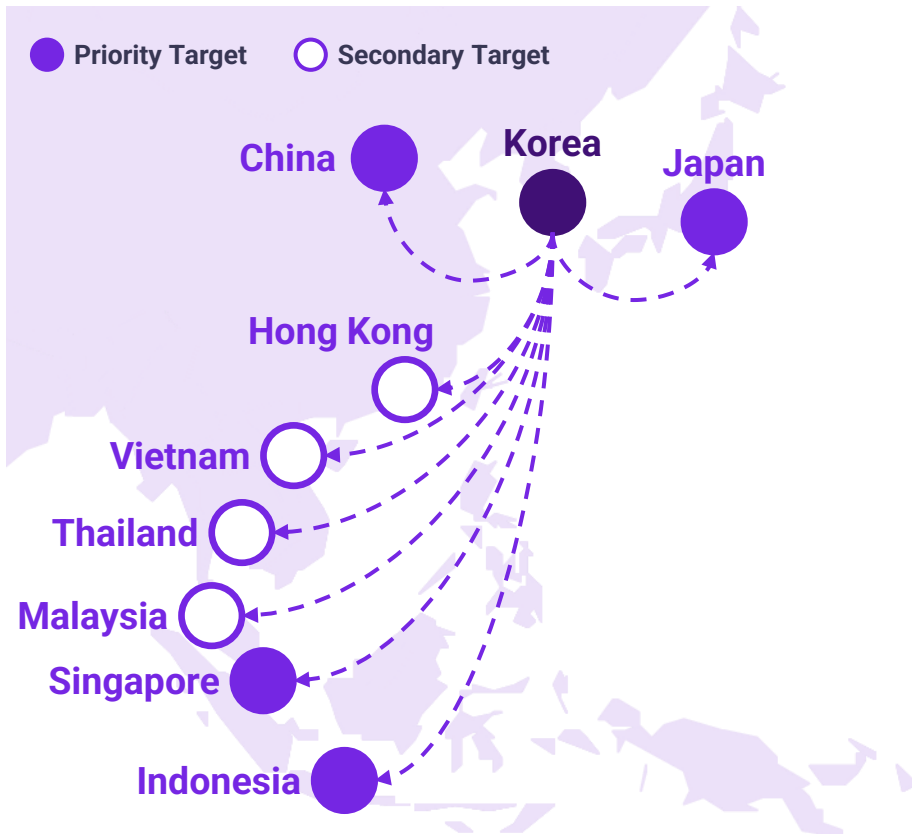 Priority Target
Secondary Target
China
Korea
Japan
Hong Kong
Vietnam
Thailand
Malaysia
Singapore
Indonesia